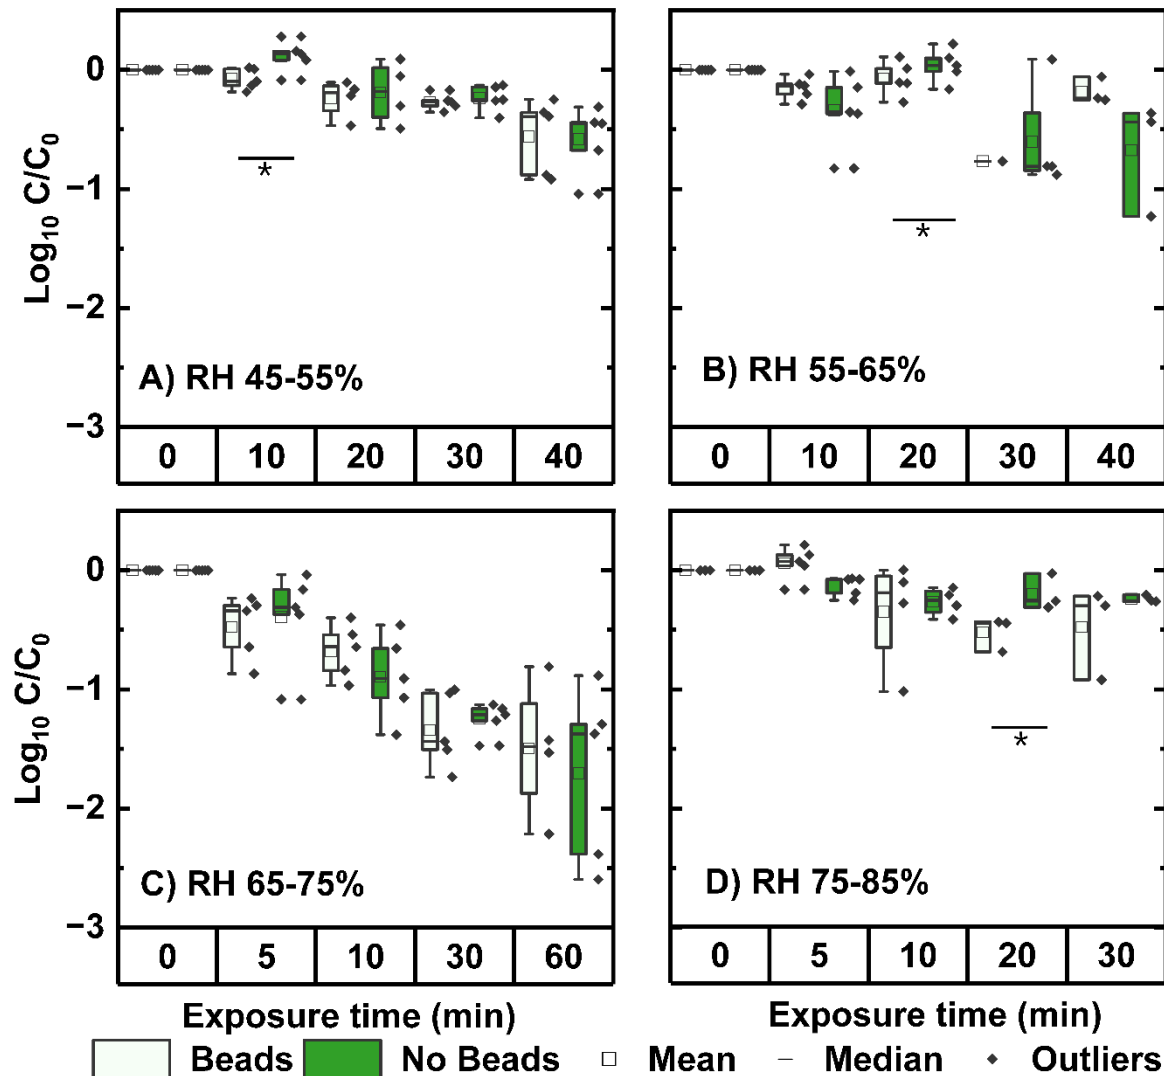 Log10 C/C0
0
−1
−2
−3
*
A) RH 45-55%
0 10 20 30 40
*
B) RH 55-65%
0 10 20 30 40
Log10 C/C0
0
−1
−2
−3
C) RH 65-75%
0 5 10 30 60
Exposure time (min)
*
D) RH 75-85%
0 5 10 20 30
Exposure time (min)
Beads No Beads Mean Median Outliers